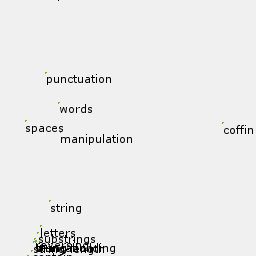 punctuation
words
spaces
coffin
manipulation
string
letters
substrings